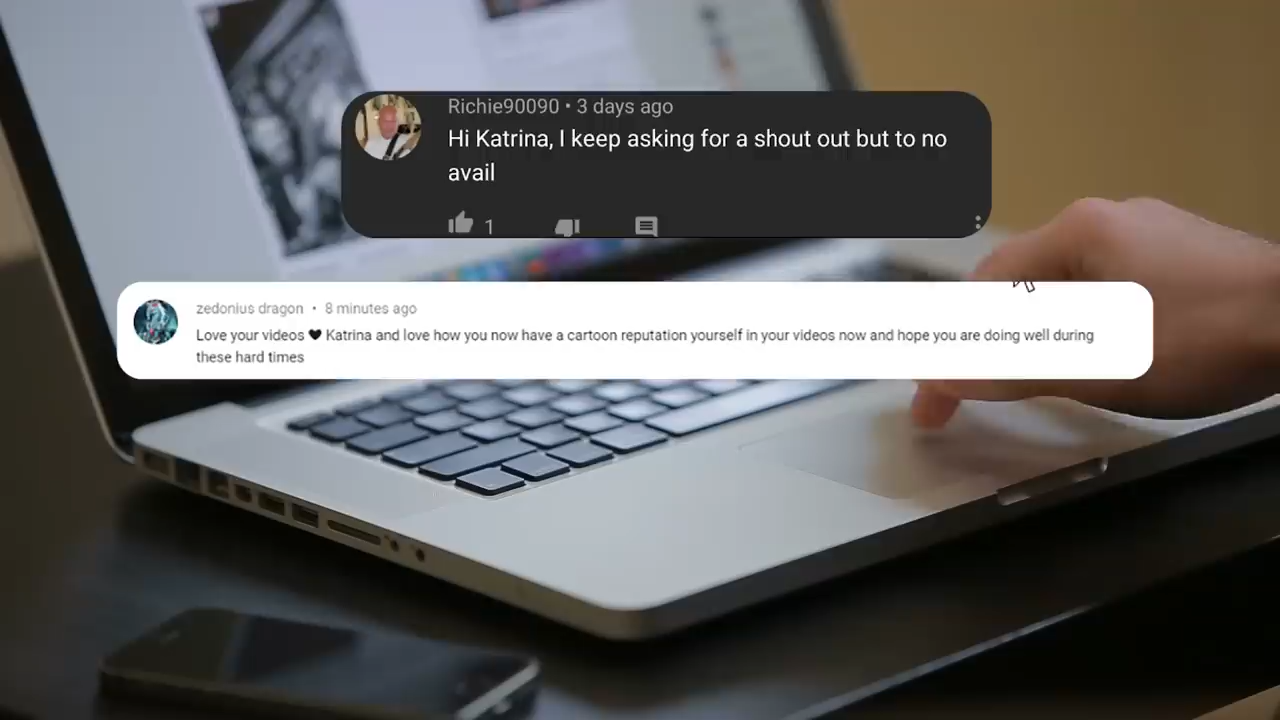 Richie90090 • 3 days ago
Hi Katrina, I keep asking for a shout out but to no
avail
1
zedonius dragon • 8 minutes ago
Love your videos 🖤 Katrina and love how you now have a cartoon reputation yourself in your videos now and hope you are doing well during
these hard times